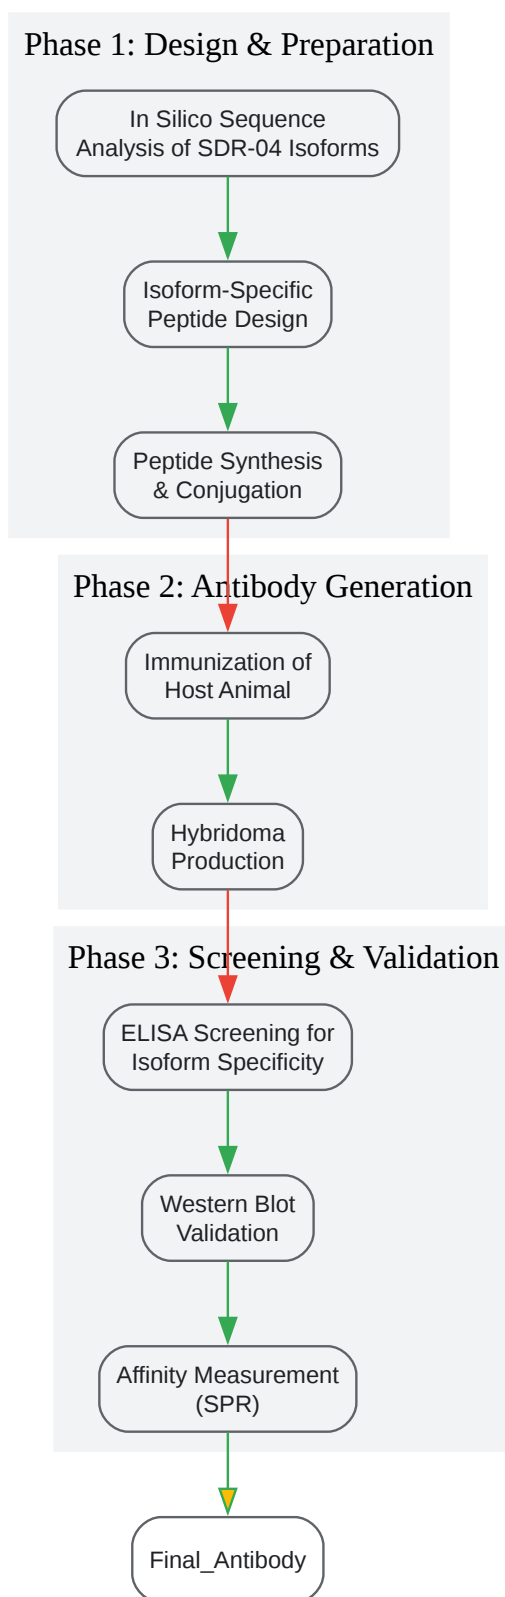 Phase 1: Design & Preparation
In Silico Sequence
Analysis of SDR-04 Isoforms
Isoform-Specific
Peptide Design
Peptide Synthesis
& Conjugation
Phase 2: Antibody Generation
Immunization of
Host Animal
Hybridoma
Production
Phase 3: Screening & Validation
ELISA Screening for
Isoform Specificity
Western Blot
Validation
Affinity Measurement
(SPR)
Final_Antibody